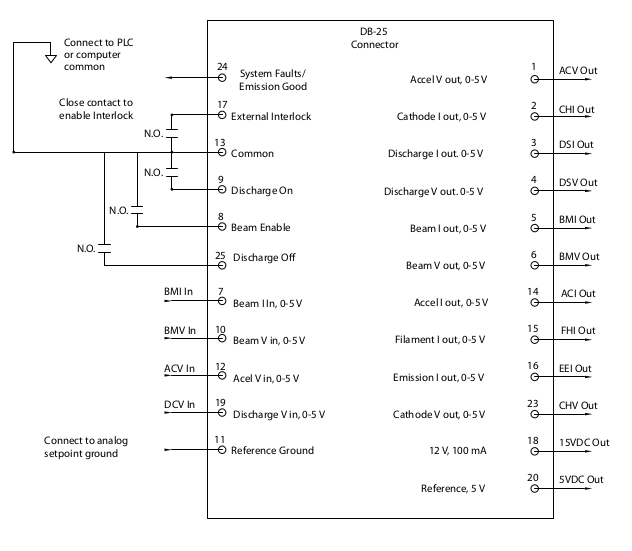 DB-25
Connector
Connect to PLC
or computer
common
24
System Faults/
Emission Good
Close contact to
enable Interlock
17
External Interlock
N.O.
13
Common
N.O.
9
Discharge On
N.O.
8
Beam Enable
N.O.
25
Discharge Off
BMI In
7
Beam I In, 0-5 V
BMV In
10
Beam V in, 0-5 V
ACV In
12
Acel V in, 0-5 V
DCV In
19
Discharge V in, 0-5 V
Connect to analog
setpoint ground
11
Reference Ground
Accel V out, 0-5 V
1
ACV Out
Cathode I out, 0-5 V
2
CHI Out
Discharge I out. 0-5 V
3
DSI Out
Discharge V out. 0-5 V
4
DSV Out
Beam I out, 0-5 V
5
BMI Out
Beam V out, 0-5 V
6
BMV Out
Accel I out, 0-5 V
14
ACI Out
Filament I out, 0-5 V
15
FHI Out
Emission I out, 0-5 V
16
EEI Out
Cathode V out, 0-5 V
23
CHV Out
12 V, 100 mA
18
15VDC Out
Reference, 5 V
20
5VDC Out